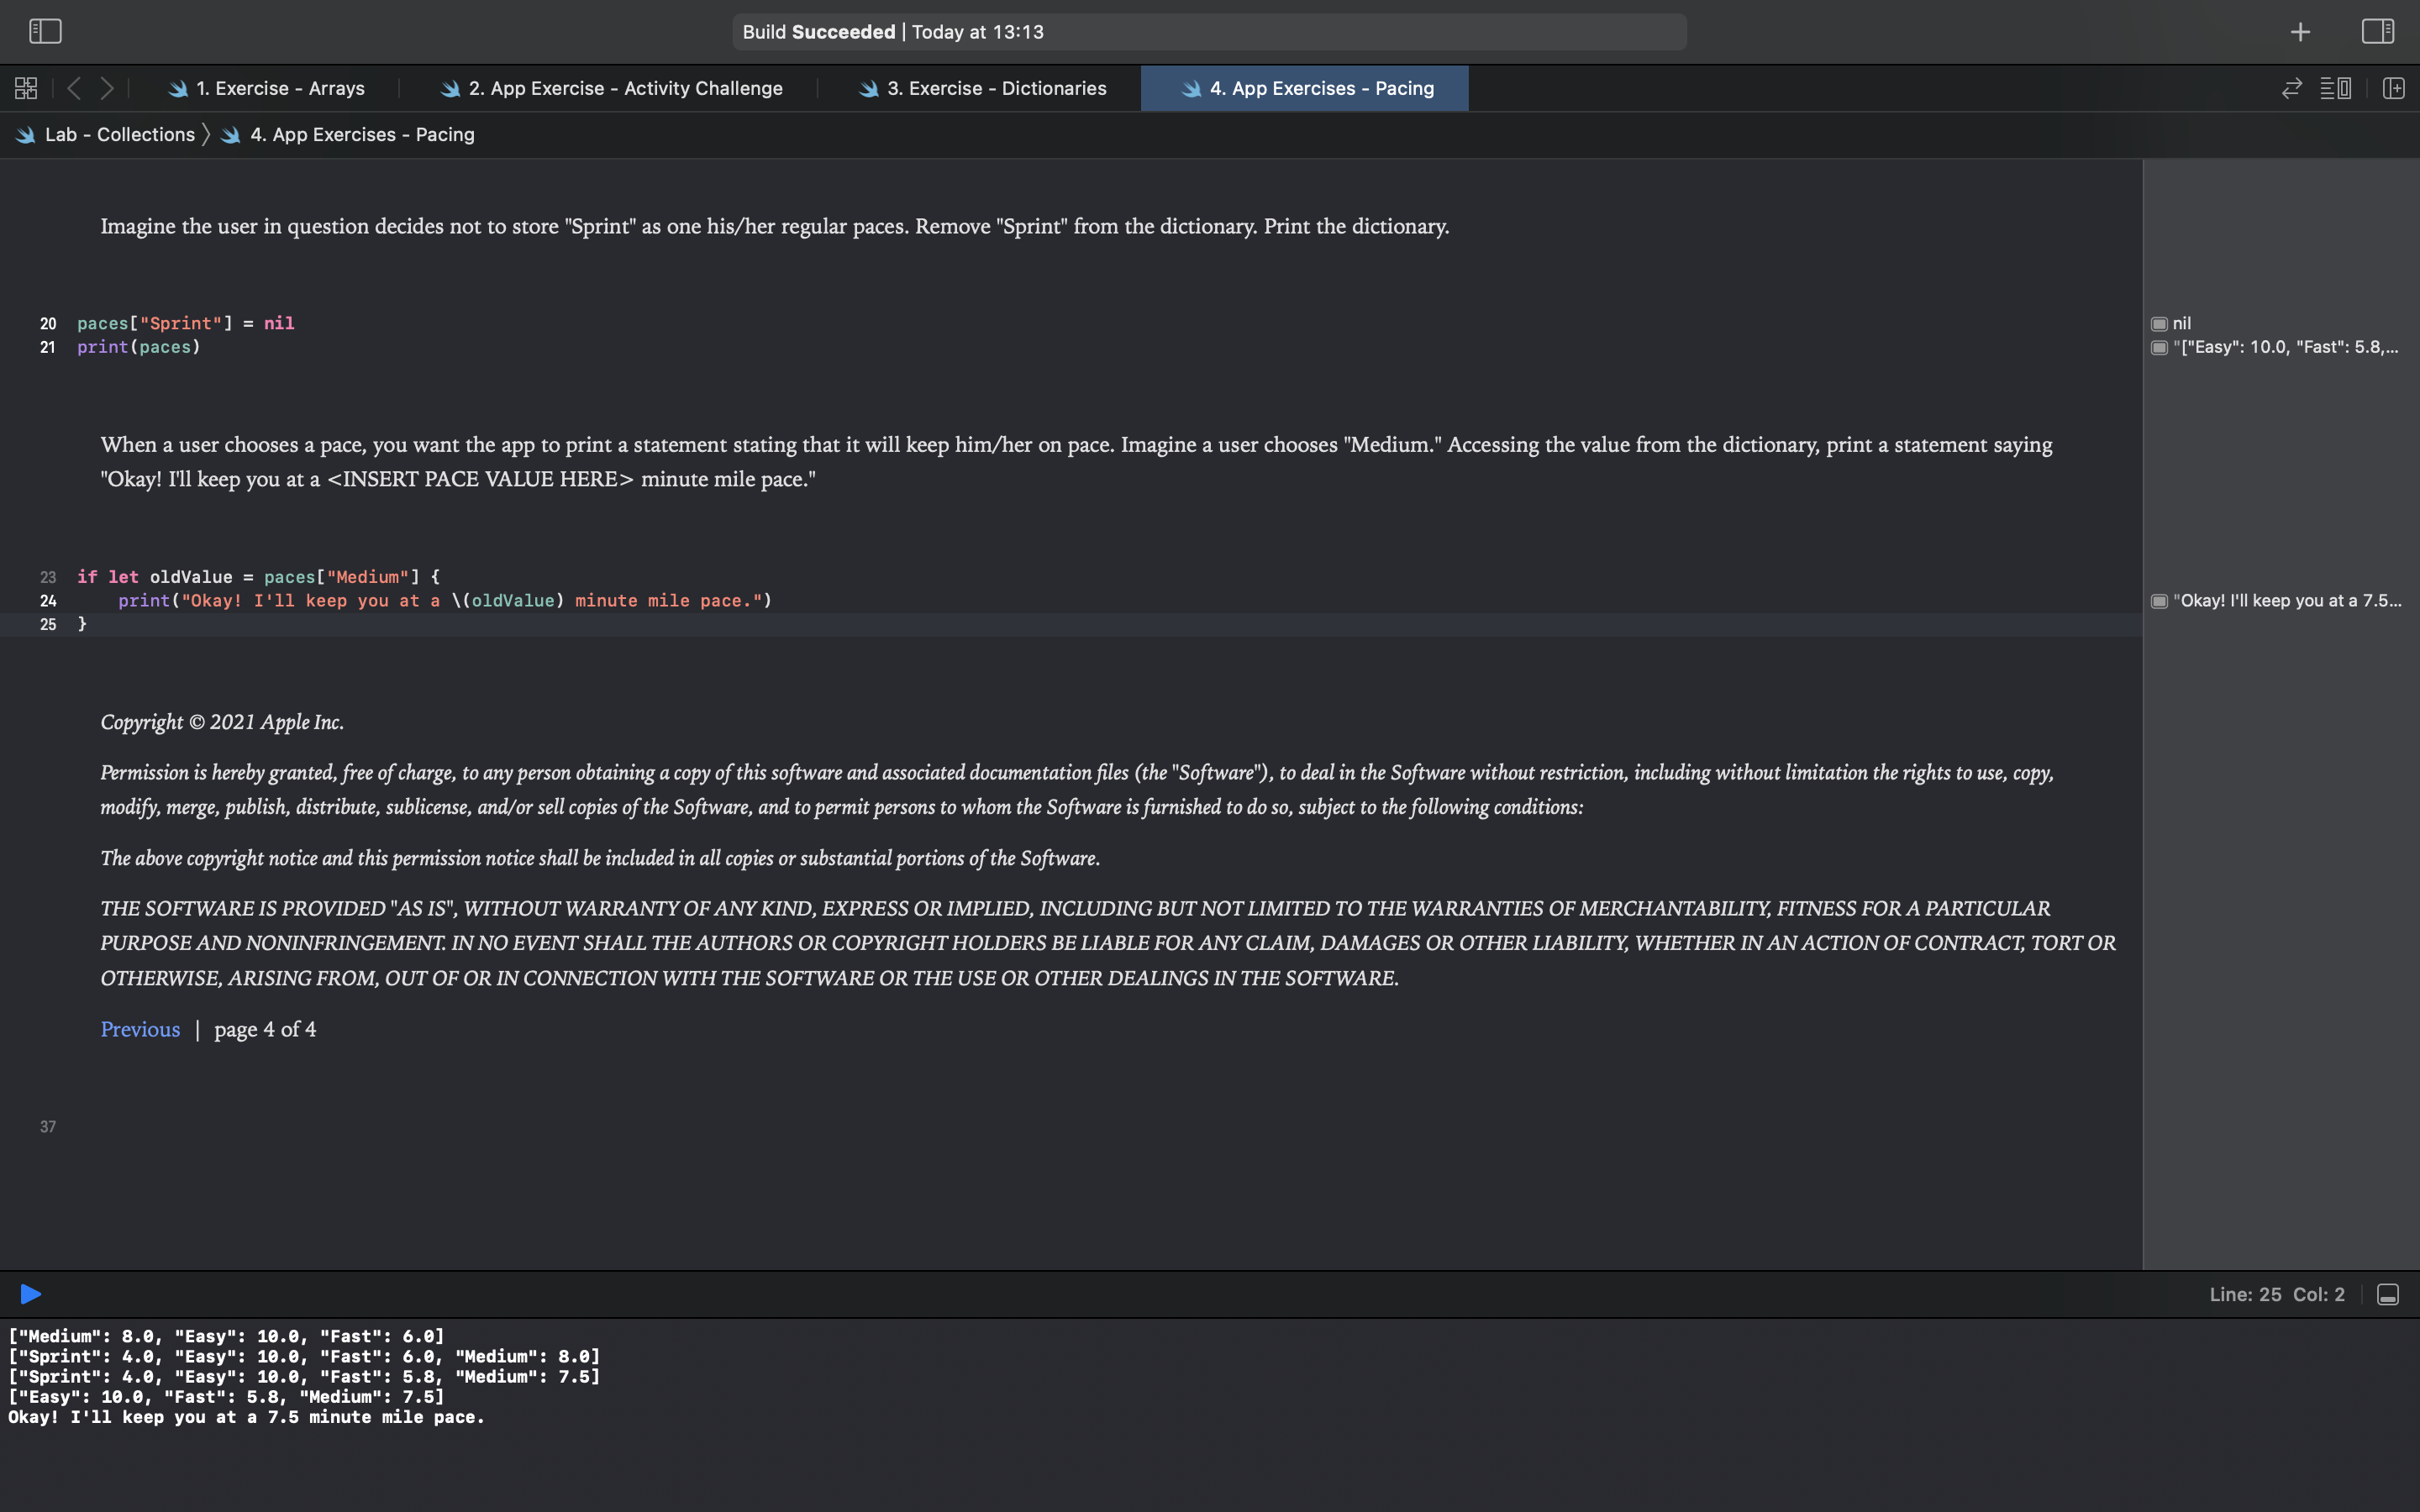 Build Succeeded | Today at 13:13
1. Exercise - Arrays
2. App Exercise - Activity Challenge
3. Exercise - Dictionaries
4. App Exercises - Pacing
Lab - Collections
4. App Exercises - Pacing
Imagine the user in question decides not to store "Sprint" as one his/her regular paces. Remove "Sprint" from the dictionary. Print the dictionary.
20 paces["Sprint"] = nil
nil
21 print(paces)
"["Easy": 10.0, "Fast": 5.8,...
When a user chooses a pace, you want the app to print a statement stating that it will keep him/her on pace. Imagine a user chooses "Medium." Accessing the value from the dictionary, print a statement saying
"Okay! I'll keep you at a <INSERT PACE VALUE HERE> minute mile pace."
23 if let oldValue = paces["Medium"] {
24 print("Okay! I'll keep you at a \(oldValue) minute mile pace.")
"Okay! I'll keep you at a 7.5...
25 }
Copyright © 2021 Apple Inc.
Permission is hereby granted, free of charge, to any person obtaining a copy of this software and associated documentation files (the "Software"), to deal in the Software without restriction, including without limitation the rights to use, copy,
modify, merge, publish, distribute, sublicense, and/or sell copies of the Software, and to permit persons to whom the Software is furnished to do so, subject to the following conditions:
The above copyright notice and this permission notice shall be included in all copies or substantial portions of the Software.
THE SOFTWARE IS PROVIDED "AS IS", WITHOUT WARRANTY OF ANY KIND, EXPRESS OR IMPLIED, INCLUDING BUT NOT LIMITED TO THE WARRANTIES OF MERCHANTABILITY, FITNESS FOR A PARTICULAR
PURPOSE AND NONINFRINGEMENT. IN NO EVENT SHALL THE AUTHORS OR COPYRIGHT HOLDERS BE LIABLE FOR ANY CLAIM, DAMAGES OR OTHER LIABILITY, WHETHER IN AN ACTION OF CONTRACT, TORT OR
OTHERWISE, ARISING FROM, OUT OF OR IN CONNECTION WITH THE SOFTWARE OR THE USE OR OTHER DEALINGS IN THE SOFTWARE.
Previous | page 4 of 4
37
Line: 25 Col: 2
["Medium": 8.0, "Easy": 10.0, "Fast": 6.0]
["Sprint": 4.0, "Easy": 10.0, "Fast": 6.0, "Medium": 8.0]
["Sprint": 4.0, "Easy": 10.0, "Fast": 5.8, "Medium": 7.5]
["Easy": 10.0, "Fast": 5.8, "Medium": 7.5]
Okay! I'll keep you at a 7.5 minute mile pace.